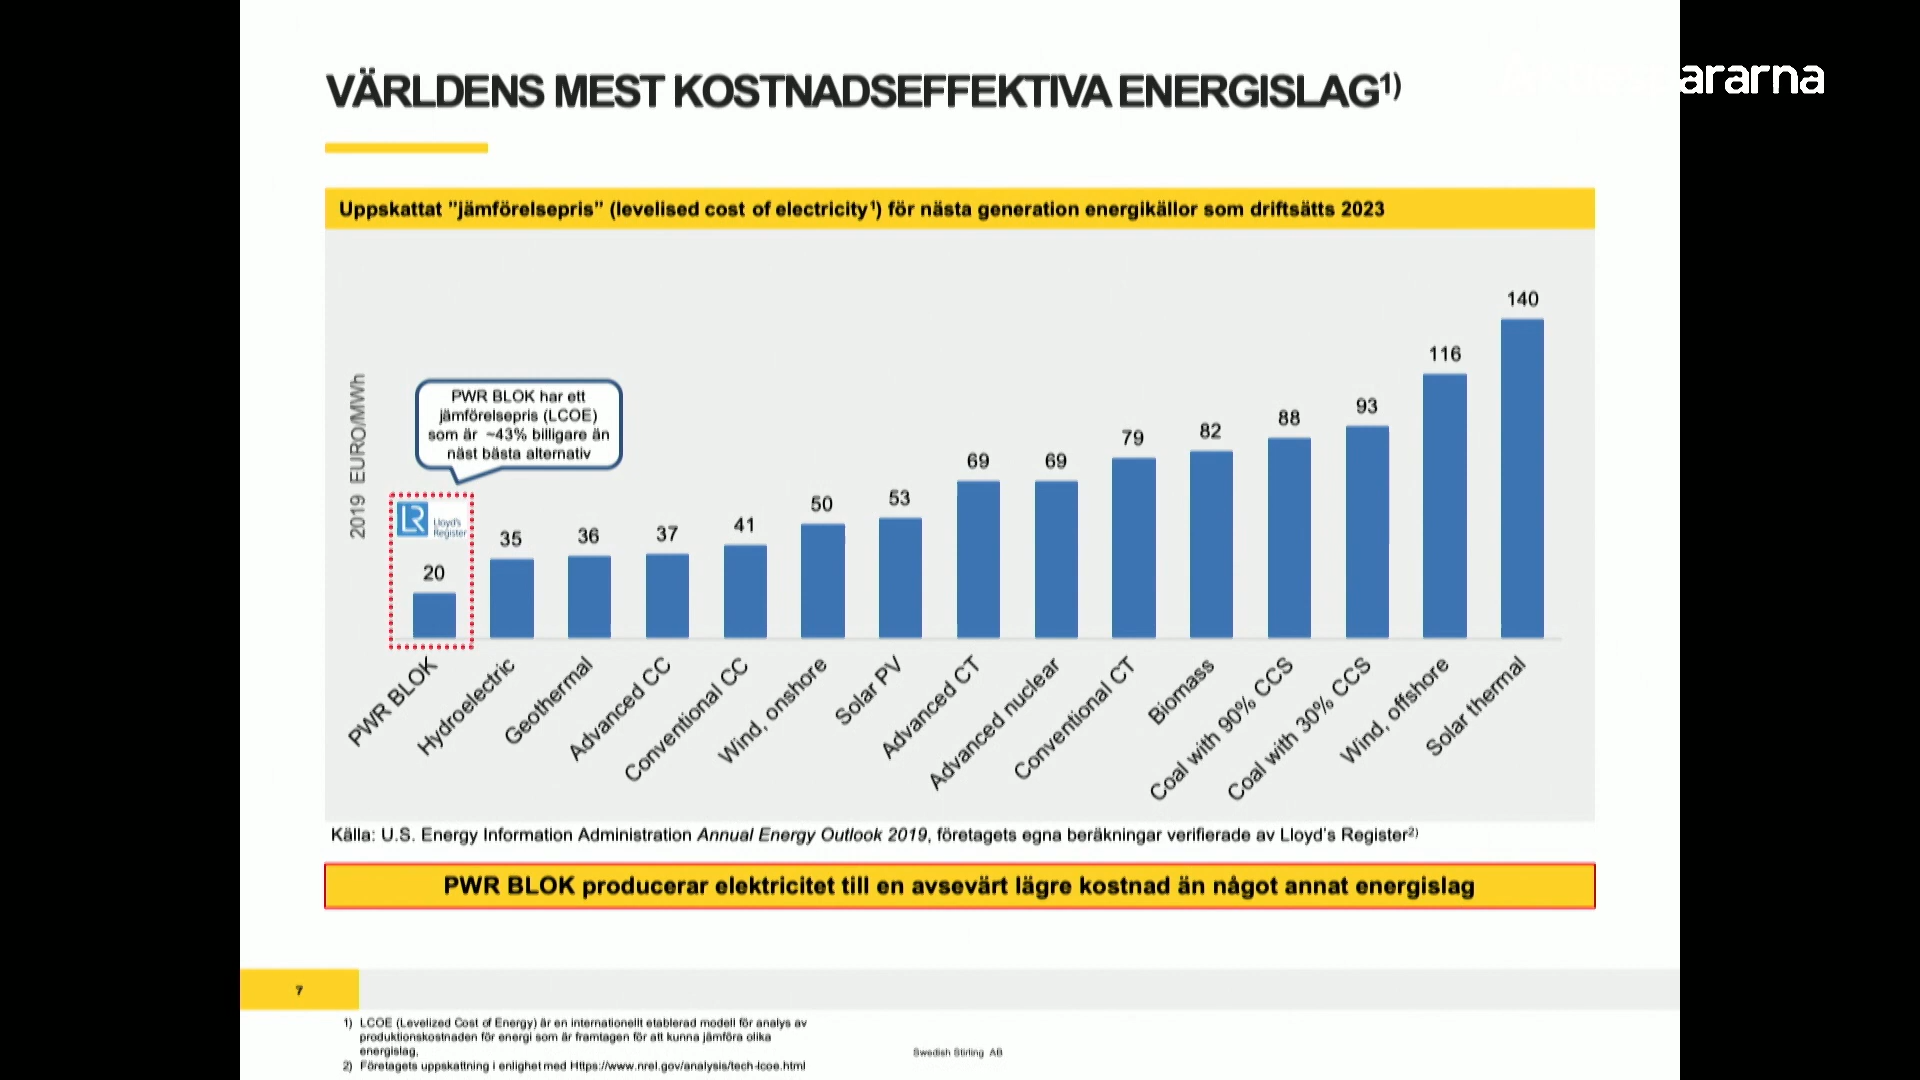 VÄRLDENS MEST KOSTNADSEFFEKTIVA ENERGISLAG¹⁾
Uppskattat ”jämförelsepris” (levelised cost of electricity¹) för nästa generation energikällor som driftsätts 2023
2019 EURO/MWh
PWR BLOK har ett
jämförelsepris (LCOE)
som är ~43% billigare än
näst bästa alternativ
LR Lloyd's
Register
20
35
36
37
41
50
53
69
69
79
82
88
93
116
140
PWR BLOK
Hydroelectric
Geothermal
Advanced CC
Conventional CC
Wind, onshore
Solar PV
Advanced CT
Advanced nuclear
Conventional CT
Biomass
Coal with 90% CCS
Coal with 30% CCS
Wind, offshore
Solar thermal
Källa: U.S. Energy Information Administration Annual Energy Outlook 2019, företagets egna beräkningar verifierade av Lloyd's Register²⁾
PWR BLOK producerar elektricitet till en avsevärt lägre kostnad än något annat energislag
7
1) LCOE (Levelized Cost of Energy) är en internationellt etablerad modell för analys av
produktionskostnaden för energi som är framtagen för att kunna jämföra olika
energislag,
2) Företagets uppskattning i enlighet med Https://www.nrel.gov/analysis/tech-lcoe.html
Swedish Stirling AB